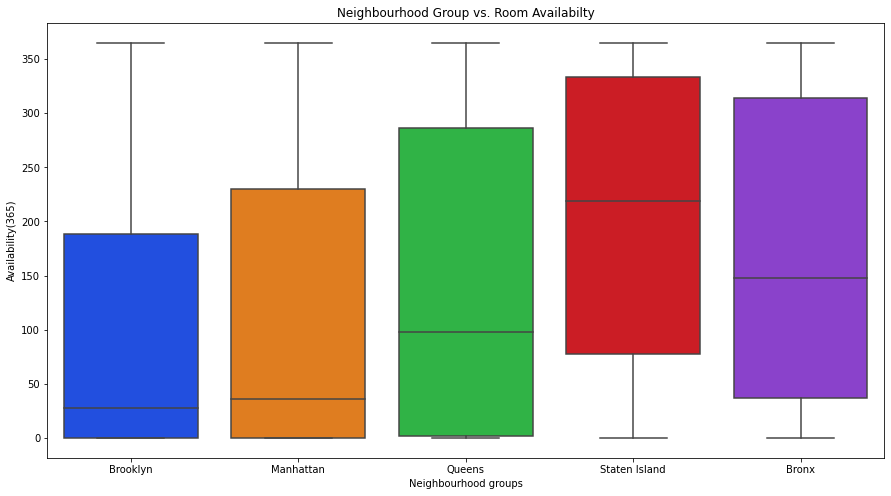 Neighbourhood Group vs. Room Availabilty
350
300
250
200
150
100
50
0
Availability(365)
Brooklyn Manhattan Queens Staten Island Bronx
Neighbourhood groups